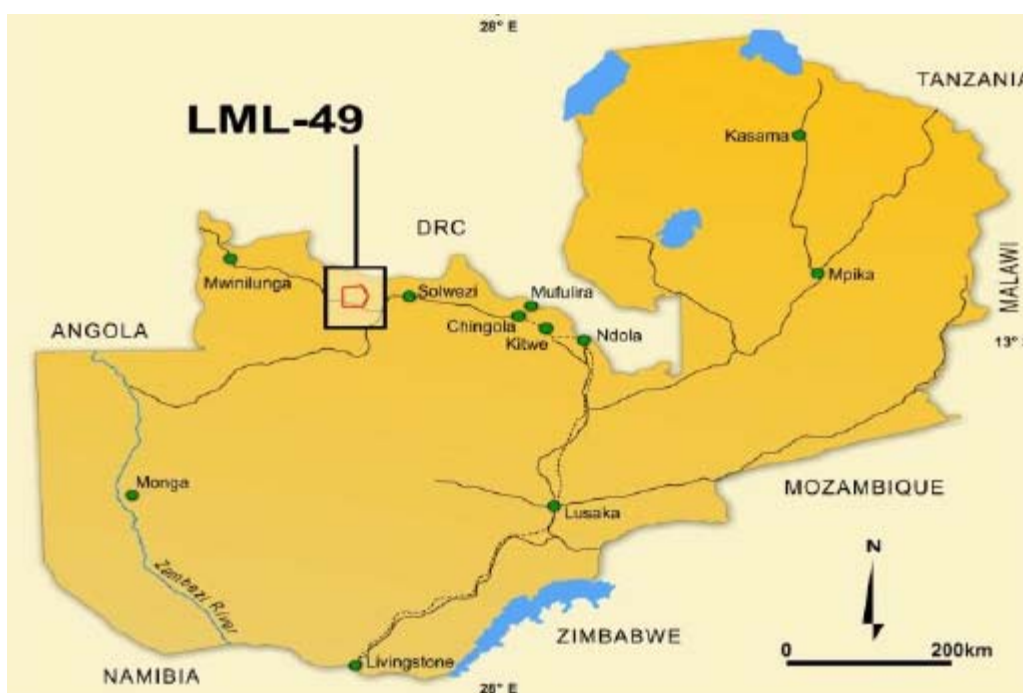 28° E
TANZANIA
LML-49
Kasama
DRC
MALAWI
Mwinilunga
Solwezi
Mpika
Mufulira
Chingola
Kitwe
Ndola
ANGOLA
13° S
Monga
MOZAMBIQUE
Lusaka
N
Zambezi River
ZIMBABWE
0
200km
Livingstone
NAMIBIA
28° E